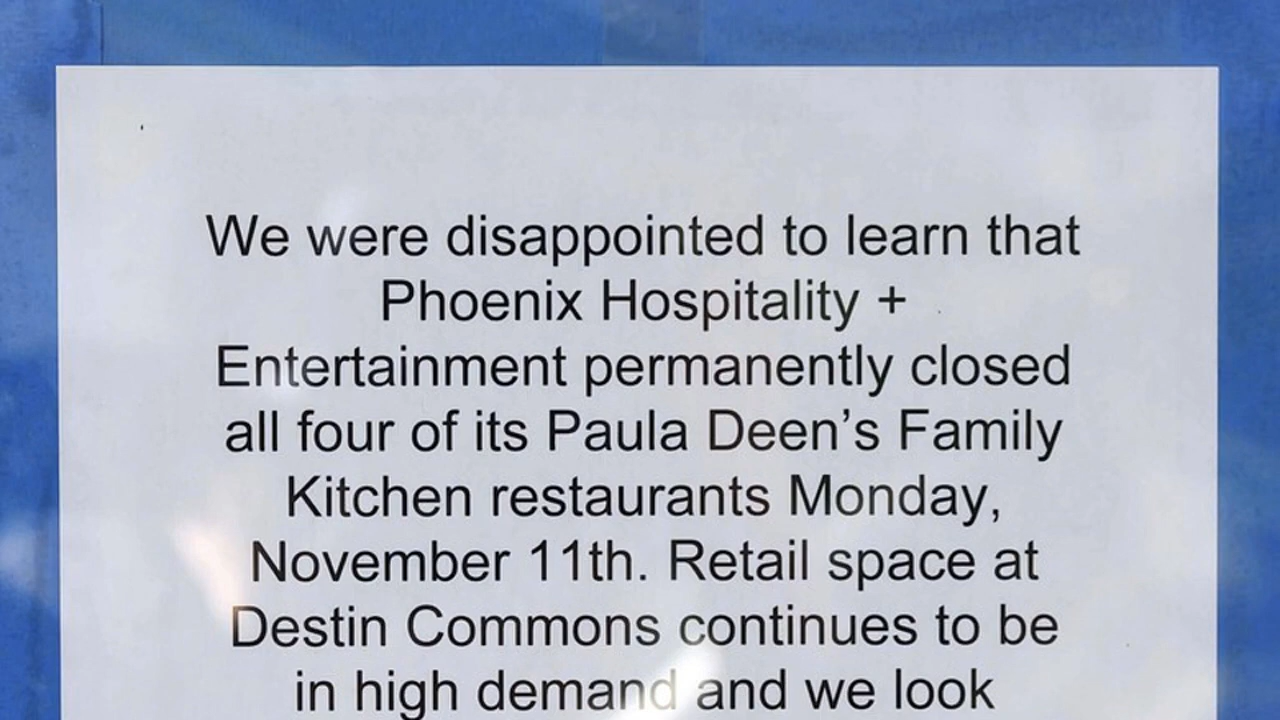 We were disappointed to learn that
Phoenix Hospitality +
Entertainment permanently closed
all four of its Paula Deen’s Family
Kitchen restaurants Monday,
November 11th. Retail space at
Destin Commons continues to be
in high demand and we look